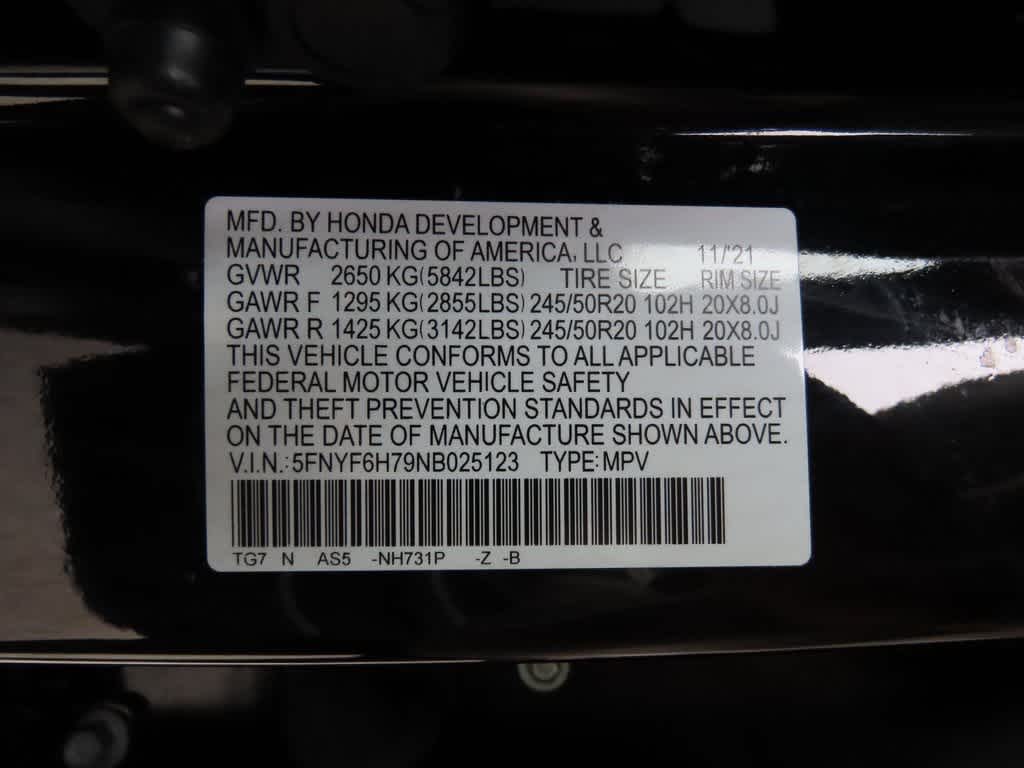 MFD. BY HONDA DEVELOPMENT &
MANUFACTURING OF AMERICA, LLC 11/'21
GVWR 2650 KG(5842LBS) TIRE SIZE RIM SIZE
GAWR F 1295 KG(2855LBS) 245/50R20 102H 20X8.0J
GAWR R 1425 KG(3142LBS) 245/50R20 102H 20X8.0J
THIS VEHICLE CONFORMS TO ALL APPLICABLE
FEDERAL MOTOR VEHICLE SAFETY
AND THEFT PREVENTION STANDARDS IN EFFECT
ON THE DATE OF MANUFACTURE SHOWN ABOVE.
V.I.N.:5FNYF6H79NB025123 TYPE:MPV
TG7 N AS5 -NH731P -Z -B